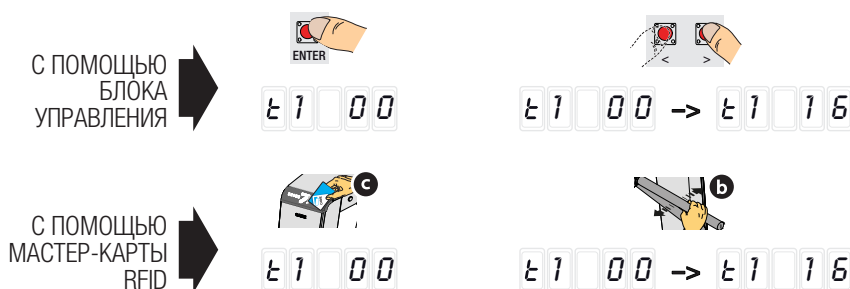 С ПОМОЩЬЮ
БЛОКА
УПРАВЛЕНИЯ
ENTER
< >
t1 00
t1 00 -> t1 16
С ПОМОЩЬЮ
МАСТЕР-КАРТЫ
RFID
c
b
t1 00
t1 00 -> t1 16